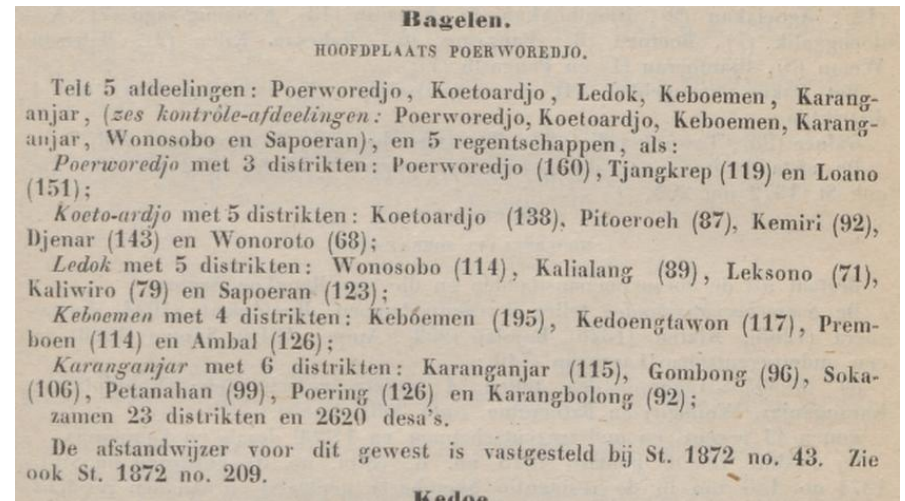 Bagelen.
HOOFDPLAATS POERWOREDJO.
Telt 5 afdeelingen: Poerworedjo, Koetoardjo, Ledok, Keboemen, Karang-
anjar, (zes kontrôle-afdeelingen: Poerworedjo, Koetoardjo, Keboemen, Karang-
anjar, Wonosobo en Sapoeran), en 5 regentschappen, als:
Poerworedjo met 3 distrikten: Poerworedjo (160), Tjangkrep (119) en Loano
(151);
Koeto-ardjo met 5 distrikten: Koetoardjo (138), Pitoeroeh (87), Kemiri (92),
Djenar (143) en Wonoroto (68);
Ledok met 5 distrikten: Wonosobo (114), Kalialang (89), Leksono (71),
Kaliwiro (79) en Sapoeran (123);
Keboemen met 4 distrikten: Keboemen (195), Kedoengtawon (117), Prem-
boen (114) en Ambal (126);
Karanganjar met 6 distrikten: Karanganjar (115), Gombong (96), Soka-
(106), Petanahan (99), Poering (126) en Karangbolong (92);
zamen 23 distrikten en 2620 desa's.
De afstandwijzer voor dit gewest is vastgesteld bij St. 1872 no. 43. Zie
ook St. 1872 no. 209.
Kedoe